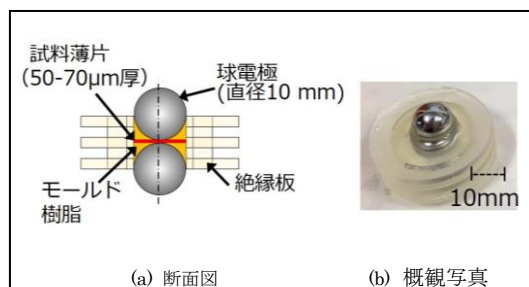 試料薄片
(50-70μm厚)
球電極
(直径10 mm)
モールド
樹脂
絶縁板
10mm
(a) 断面図
(b) 概観写真